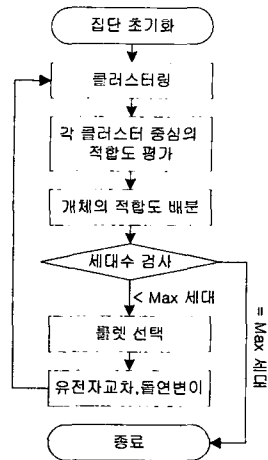 집단 초기화
클러스터링
각 클러스터 중심의
적합도 평가
개체의 적합도 배분
세대수 검사
< Max 세대
= Max 세대
룰렛 선택
유전자교차,돌연변이
종료